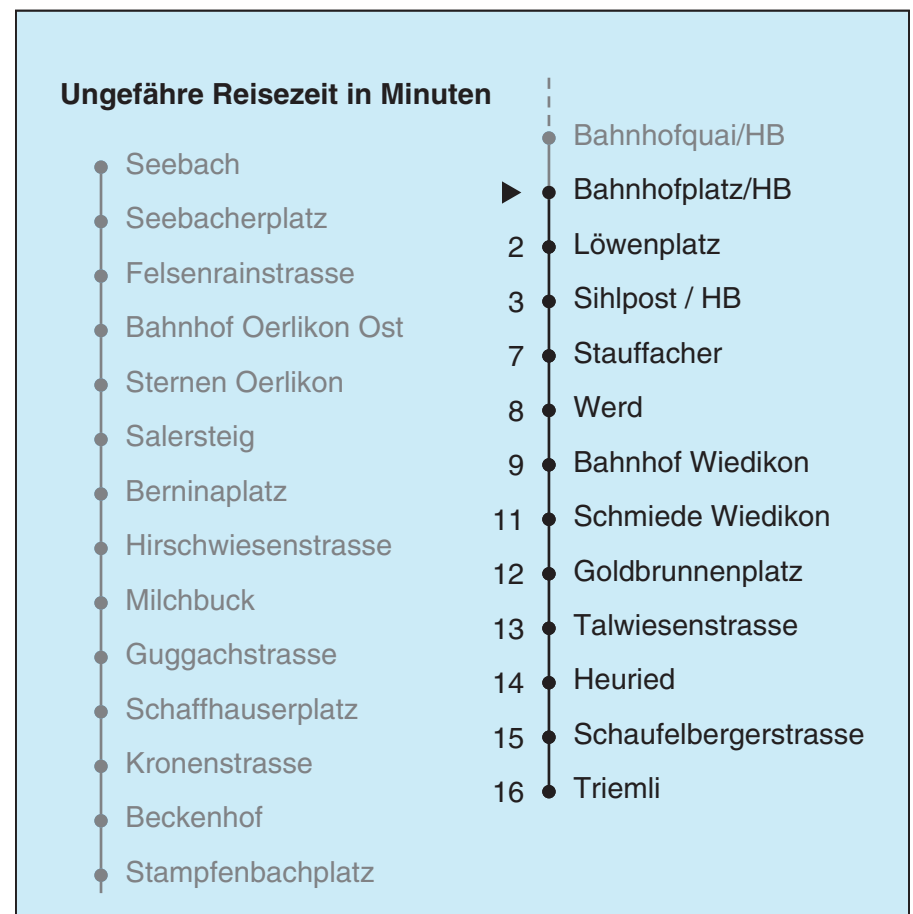 Ungefähre Reisezeit in Minuten
Seebach
Seebacherplatz
Felsenrainstrasse
Bahnhof Oerlikon Ost
Sternen Oerlikon
Salersteig
Berninaplatz
Hirschwiesenstrasse
Milchbuck
Guggachstrasse
Schaffhauserplatz
Kronenstrasse
Beckenhof
Stampfenbachplatz
Bahnhofquai/HB
Bahnhofplatz/HB
2 Löwenplatz
3 Sihlpost / HB
7 Stauffacher
8 Werd
9 Bahnhof Wiedikon
11 Schmiede Wiedikon
12 Goldbrunnenplatz
13 Talwiesenstrasse
14 Heuried
15 Schaufelbergerstrasse
16 Triemli